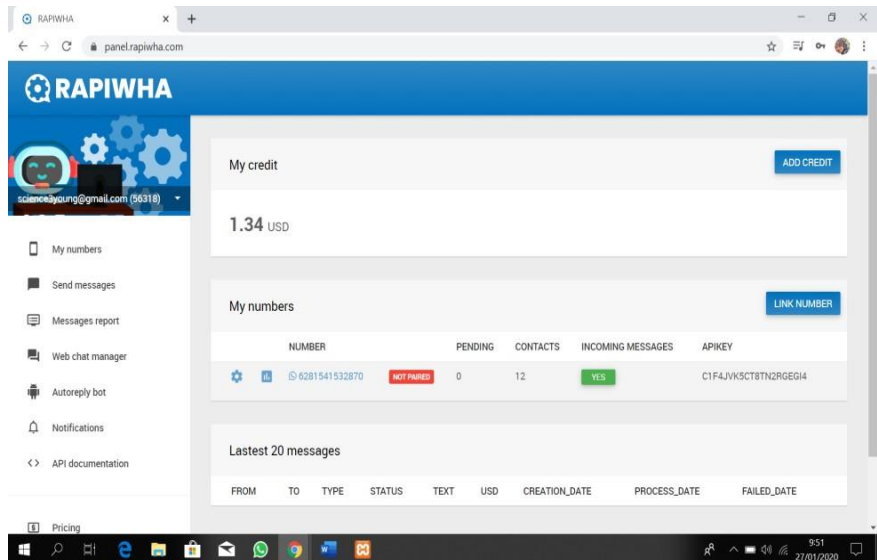 RAPIWHA
panel.rapiwha.com
RAPIWHA
science3young@gmail.com (56318)
My numbers
Send messages
Messages report
Web chat manager
Autoreply bot
Notifications
API documentation
Pricing
My credit
ADD CREDIT
1.34 USD
My numbers
LINK NUMBER
NUMBER PENDING CONTACTS INCOMING MESSAGES APIKEY
6281541532870 NOT PAIRED 0 12 YES C1F4JVK5CT8TN2RGEGI4
Lastest 20 messages
FROM TO TYPE STATUS TEXT USD CREATION_DATE PROCESS_DATE FAILED_DATE
9:51
27/01/2020